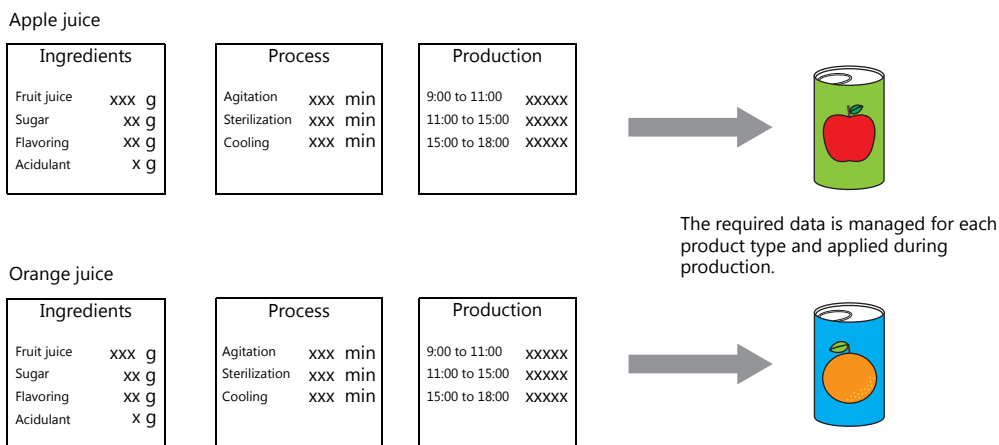 Apple juice
Ingredients
Fruit juice xxx g
Sugar xx g
Flavoring xx g
Acidulant x g
Process
Agitation xxx min
Sterilization xxx min
Cooling xxx min
Production
9:00 to 11:00 xxxxx
11:00 to 15:00 xxxxx
15:00 to 18:00 xxxxx
The required data is managed for each
product type and applied during
production.
Orange juice
Ingredients
Fruit juice xxx g
Sugar xx g
Flavoring xx g
Acidulant x g
Process
Agitation xxx min
Sterilization xxx min
Cooling xxx min
Production
9:00 to 11:00 xxxxx
11:00 to 15:00 xxxxx
15:00 to 18:00 xxxxx